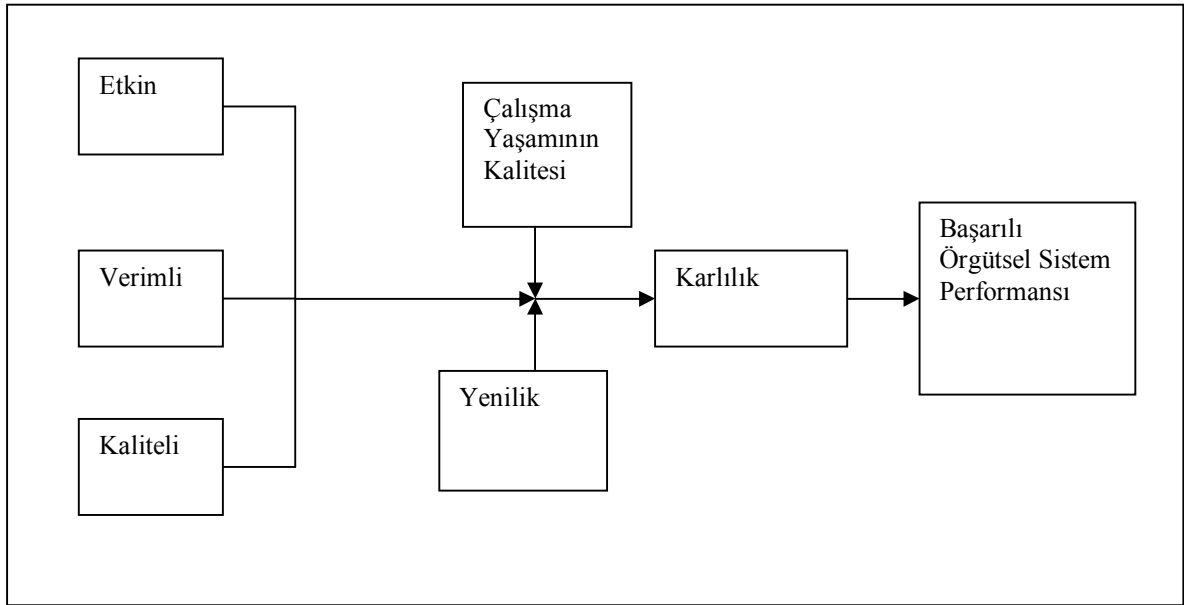 Etkin
Verimli
Kaliteli
Çalışma
Yaşamının
Kalitesi
Yenilik
Karlılık
Başarılı
Örgütsel Sistem
Performansı